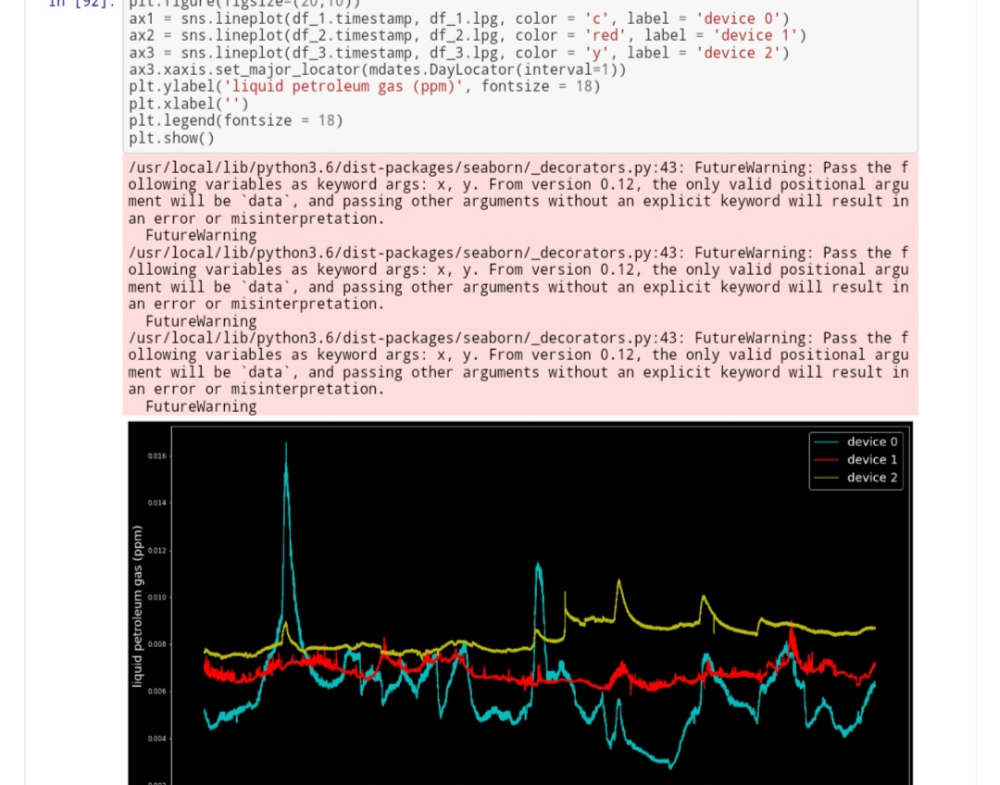 In [92]: plt.figure(figsize=(20,10))
ax1 = sns.lineplot(df_1.timestamp, df_1.lpg, color = 'c', label = 'device 0')
ax2 = sns.lineplot(df_2.timestamp, df_2.lpg, color = 'red', label = 'device 1')
ax3 = sns.lineplot(df_3.timestamp, df_3.lpg, color = 'y', label = 'device 2')
ax3.xaxis.set_major_locator(mdates.DayLocator(interval=1))
plt.ylabel('liquid petroleum gas (ppm)', fontsize = 18)
plt.xlabel('')
plt.legend(fontsize = 18)
plt.show()
/usr/local/lib/python3.6/dist-packages/seaborn/_decorators.py:43: FutureWarning: Pass the f
ollowing variables as keyword args: x, y. From version 0.12, the only valid positional argu
ment will be `data`, and passing other arguments without an explicit keyword will result in
an error or misinterpretation.
FutureWarning
/usr/local/lib/python3.6/dist-packages/seaborn/_decorators.py:43: FutureWarning: Pass the f
ollowing variables as keyword args: x, y. From version 0.12, the only valid positional argu
ment will be `data`, and passing other arguments without an explicit keyword will result in
an error or misinterpretation.
FutureWarning
/usr/local/lib/python3.6/dist-packages/seaborn/_decorators.py:43: FutureWarning: Pass the f
ollowing variables as keyword args: x, y. From version 0.12, the only valid positional argu
ment will be `data`, and passing other arguments without an explicit keyword will result in
an error or misinterpretation.
FutureWarning
device 0
device 1
device 2
0.016
0.014
0.012
0.010
0.008
0.006
0.004
liquid petroleum gas (ppm)